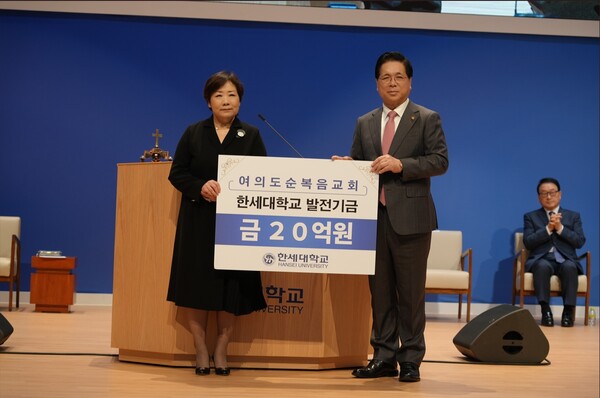 여의도순복음교회
한세대학교 발전기금
금 20억원
한세대학교
HANSEI UNIVERSITY
학교
UNIVERSITY